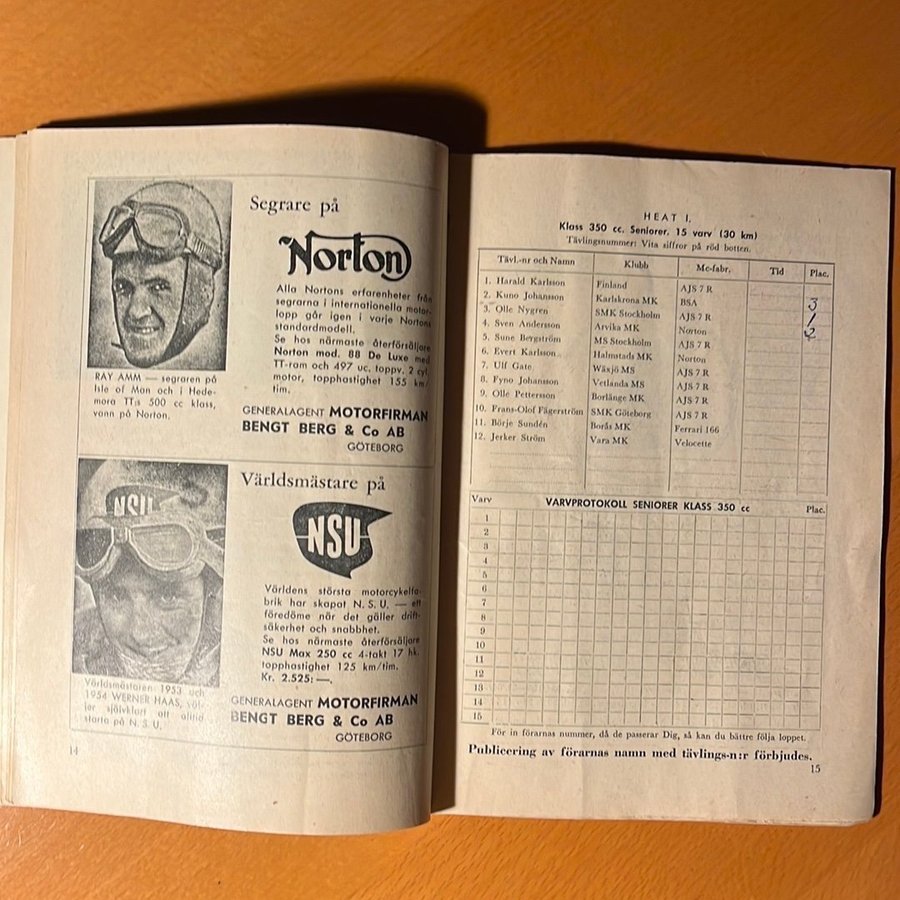 Segrare på
Norton
Alla Nortons erfarenheter från
segrarna i internationella motor-
lopp går igen i varje Nortons
standardmodell.
Se hos närmaste återförsäljare
Norton mod. 88 De Luxe med
TT-ram och 497 cc. toppv. 2 cyl.
motor, topphastighet 155 km/
tim.
GENERALAGENT MOTORFIRMAN
BENGT BERG & Co AB
GÖTEBORG
RAY AMM — segraren på
Isle of Man och i Hede-
mora TT:s 500 cc klass,
vann på Norton.
NSU
Världsmästare på
NSU
Världens största motorcykelfa-
brik har skapat N. S. U. — ett
föredöme när det gäller drift-
säkerhet och snabbhet.
Se hos närmaste återförsäljare
NSU Max 250 cc 4-takt 17 hk.
topphastighet 125 km/tim.
Kr. 2.525:—.
GENERALAGENT MOTORFIRMAN
BENGT BERG & Co AB
GÖTEBORG
Världsmästaren 1953 och
1954 WERNER HAAS, väl-
jer självklart att alltid
starta på N. S. U.
14
HEAT I.
Klass 350 cc. Seniorer. 15 varv (30 km)
Tävlingsnummer: Vita siffror på röd botten.
Tävl.-nr och Namn Klubb Mc-fabr. Tid Plac.
1. Harald Karlsson Finland AJS 7 R
2. Kuno Johansson Karlskrona MK BSA 3
3. Olle Nygren SMK Stockholm AJS 7 R 1
4. Sven Andersson Arvika MK Norton 2
5. Sune Bergström MS Stockholm AJS 7 R
6. Evert Karlsson Halmstads MK Norton
7. Ulf Gate Wäxjö MS AJS 7 R
8. Fyno Johansson Vetlanda MS AJS 7 R
9. Olle Pettersson Borlänge MK AJS 7 R
10. Frans-Olof Fägerström SMK Göteborg AJS 7 R
11. Börje Sundén Borås MK Ferrari 166
12. Jerker Ström Vara MK Velocette
Varv VARVPROTOKOLL SENIORER KLASS 350 cc Plac.
1
2
3
4
5
6
7
8
9
10
11
12
13
14
15
För in förarnas nummer, då de passerar Dig, så kan du bättre följa loppet.
Publicering av förarnas namn med tävlings-n:r förbjudes.
15